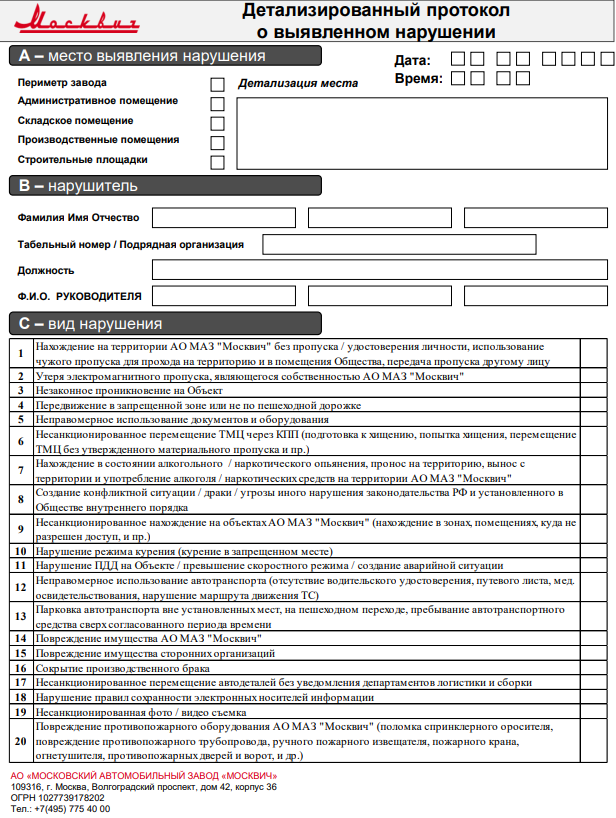 Москвич
Детализированный протокол
о выявленном нарушении
А – место выявления нарушения
Дата:
Время:
Периметр завода
Детализация места
Административное помещение
Складское помещение
Производственные помещения
Строительные площадки
В – нарушитель
Фамилия Имя Отчество
Табельный номер / Подрядная организация
Должность
Ф.И.О. РУКОВОДИТЕЛЯ
С – вид нарушения
1 Нахождение на территории АО МАЗ "Москвич" без пропуска / удостоверения личности, использование
чужого пропуска для прохода на территорию и в помещения Общества, передача пропуска другому лицу
2 Утеря электромагнитного пропуска, являющегося собственностью АО МАЗ "Москвич"
3 Незаконное проникновение на Объект
4 Передвижение в запрещенной зоне или не по пешеходной дорожке
5 Неправомерное использование документов и оборудования
6 Несанкционированное перемещение ТМЦ через КПП (подготовка к хищению, попытка хищения, перемещение
ТМЦ без утвержденного материального пропуска и пр.)
7 Нахождение в состоянии алкогольного / наркотического опьянения, пронос на территорию, вынос с
территории и употребление алкоголя / наркотических средств на территории АО МАЗ "Москвич"
8 Создание конфликтной ситуации / драки / угрозы иного нарушения законодательства РФ и установленного в
Обществе внутреннего порядка
9 Несанкционированное нахождение на объектах АО МАЗ "Москвич" (нахождение в зонах, помещениях, куда не
разрешен доступ, и пр.)
10 Нарушение режима курения (курение в запрещенном месте)
11 Нарушение ПДД на Объекте / превышение скоростного режима / создание аварийной ситуации
12 Неправомерное использование автотранспорта (отсутствие водительского удостоверения, путевого листа, мед.
освидетельствования, нарушение маршрута движения ТС)
13 Парковка автотранспорта вне установленных мест, на пешеходном переходе, пребывание автотранспортного
средства сверх согласованного периода времени
14 Повреждение имущества АО МАЗ "Москвич"
15 Повреждение имущества сторонних организаций
16 Сокрытие производственного брака
17 Несанкционированное перемещение автодеталей без уведомления департаментов логистики и сборки
18 Нарушение правил сохранности электронных носителей информации
19 Несанкционированная фото / видео съемка
20 Повреждение противопожарного оборудования АО МАЗ "Москвич" (поломка спринклерного оросителя,
повреждение противопожарного трубопровода, ручного пожарного извещателя, пожарного крана,
огнетушителя, противопожарных дверей и ворот, и др.)
АО «МОСКОВСКИЙ АВТОМОБИЛЬНЫЙ ЗАВОД «МОСКВИЧ»
109316, г. Москва, Волгоградский проспект, дом 42, корпус 36
ОГРН 1027739178202
Тел.: +7(495) 775 40 00